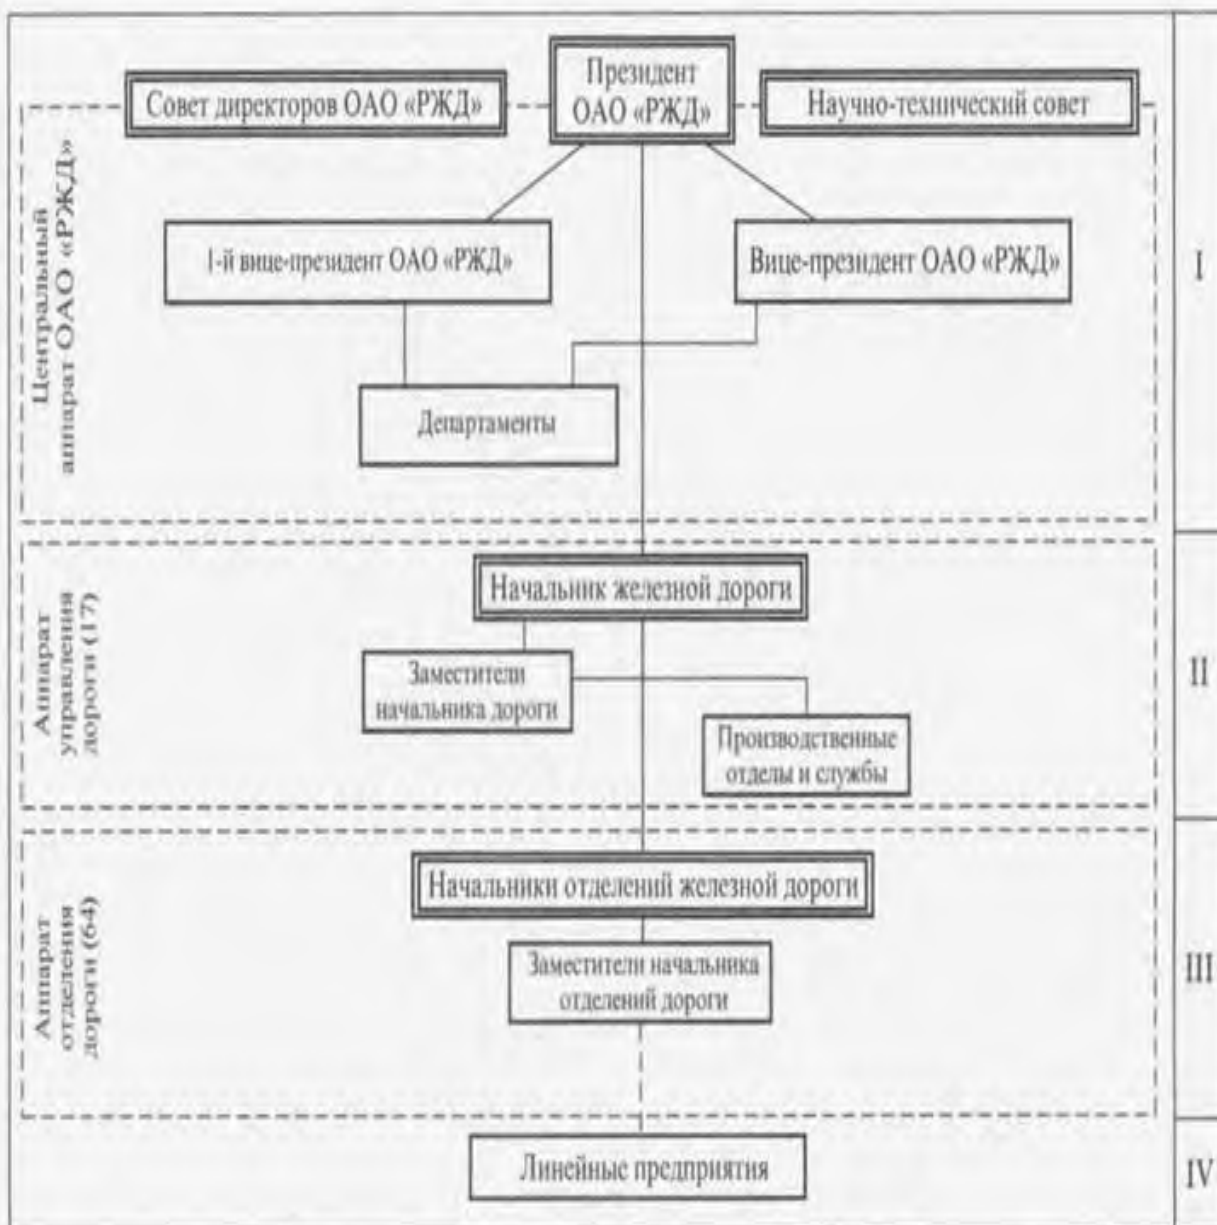 Президент
ОАО «РЖД»
Совет директоров ОАО «РЖД»
Научно-технический совет
Центральный
аппарат ОАО «РЖД»
1-й вице-президент ОАО «РЖД»
Вице-президент ОАО «РЖД»
I
Департаменты
Аппарат
управления
дороги (17)
Начальник железной дороги
Заместители
начальника дороги
II
Производственные
отделы и службы
Аппарат
отделения
дороги (64)
Начальники отделений железной дороги
Заместители начальника
отделений дороги
III
Линейные предприятия
IV